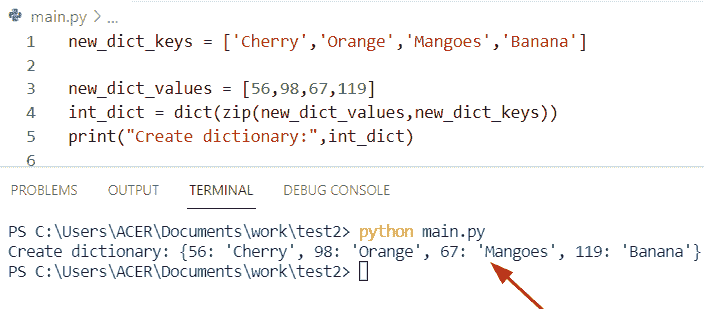 main.py > ...
1 new_dict_keys = ['Cherry','Orange','Mangoes','Banana']
2
3 new_dict_values = [56,98,67,119]
4 int_dict = dict(zip(new_dict_values,new_dict_keys))
5 print("Create dictionary:",int_dict)
6
PROBLEMS OUTPUT TERMINAL DEBUG CONSOLE
PS C:\Users\ACER\Documents\work\test2> python main.py
Create dictionary: {56: 'Cherry', 98: 'Orange', 67: 'Mangoes', 119: 'Banana'}
PS C:\Users\ACER\Documents\work\test2>